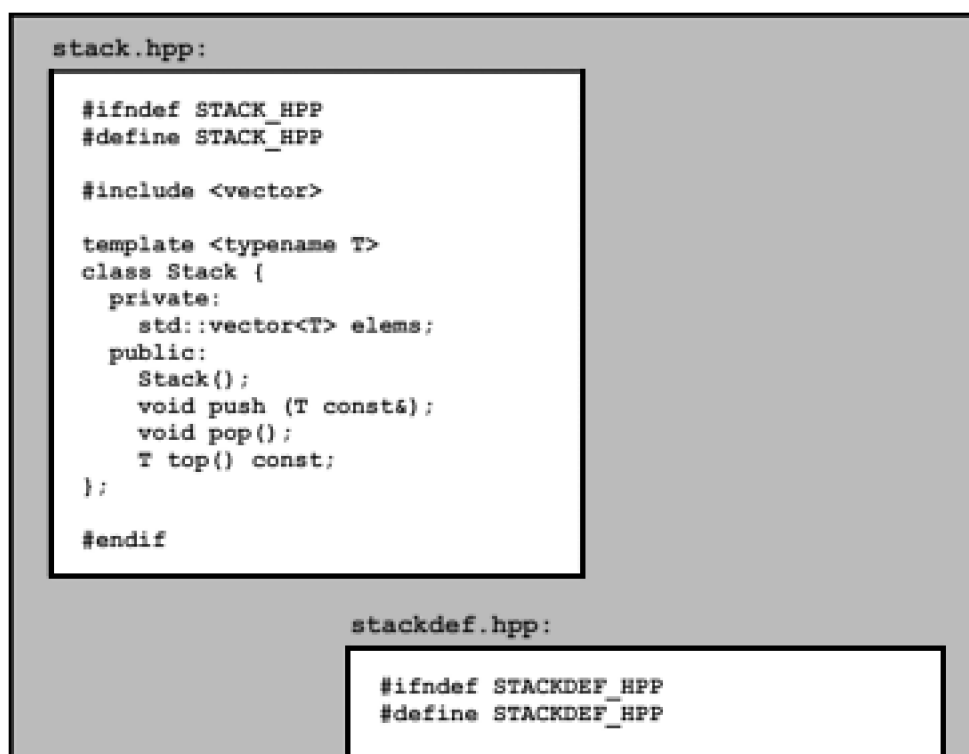 stack.hpp:
#ifndef STACK_HPP
#define STACK_HPP
#include <vector>
template <typename T>
class Stack {
private:
std::vector<T> elems;
public:
Stack();
void push (T const&);
void pop();
T top() const;
};
#endif
stackdef.hpp:
#ifndef STACKDEF_HPP
#define STACKDEF_HPP